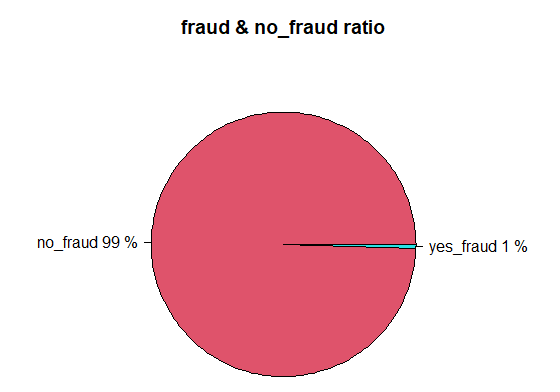 fraud & no_fraud ratio
no_fraud 99 %
yes_fraud 1 %